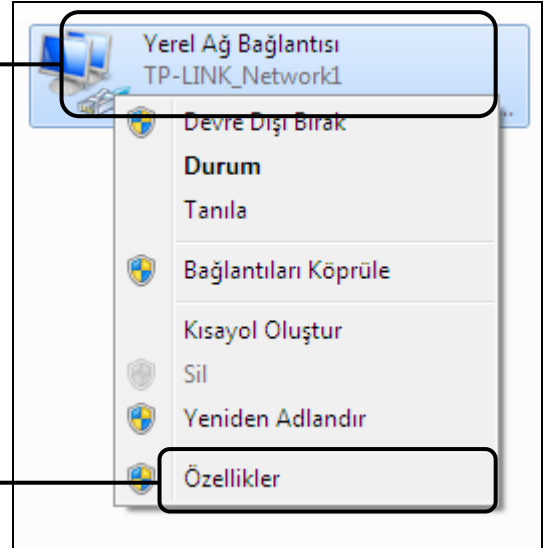 Yerel Ağ Bağlantısı
TP-LINK_Network1
...
Devre Dışı Bırak
Durum
Tanıla
Bağlantıları Köprüle
Kısayol Oluştur
Sil
Yeniden Adlandır
Özellikler